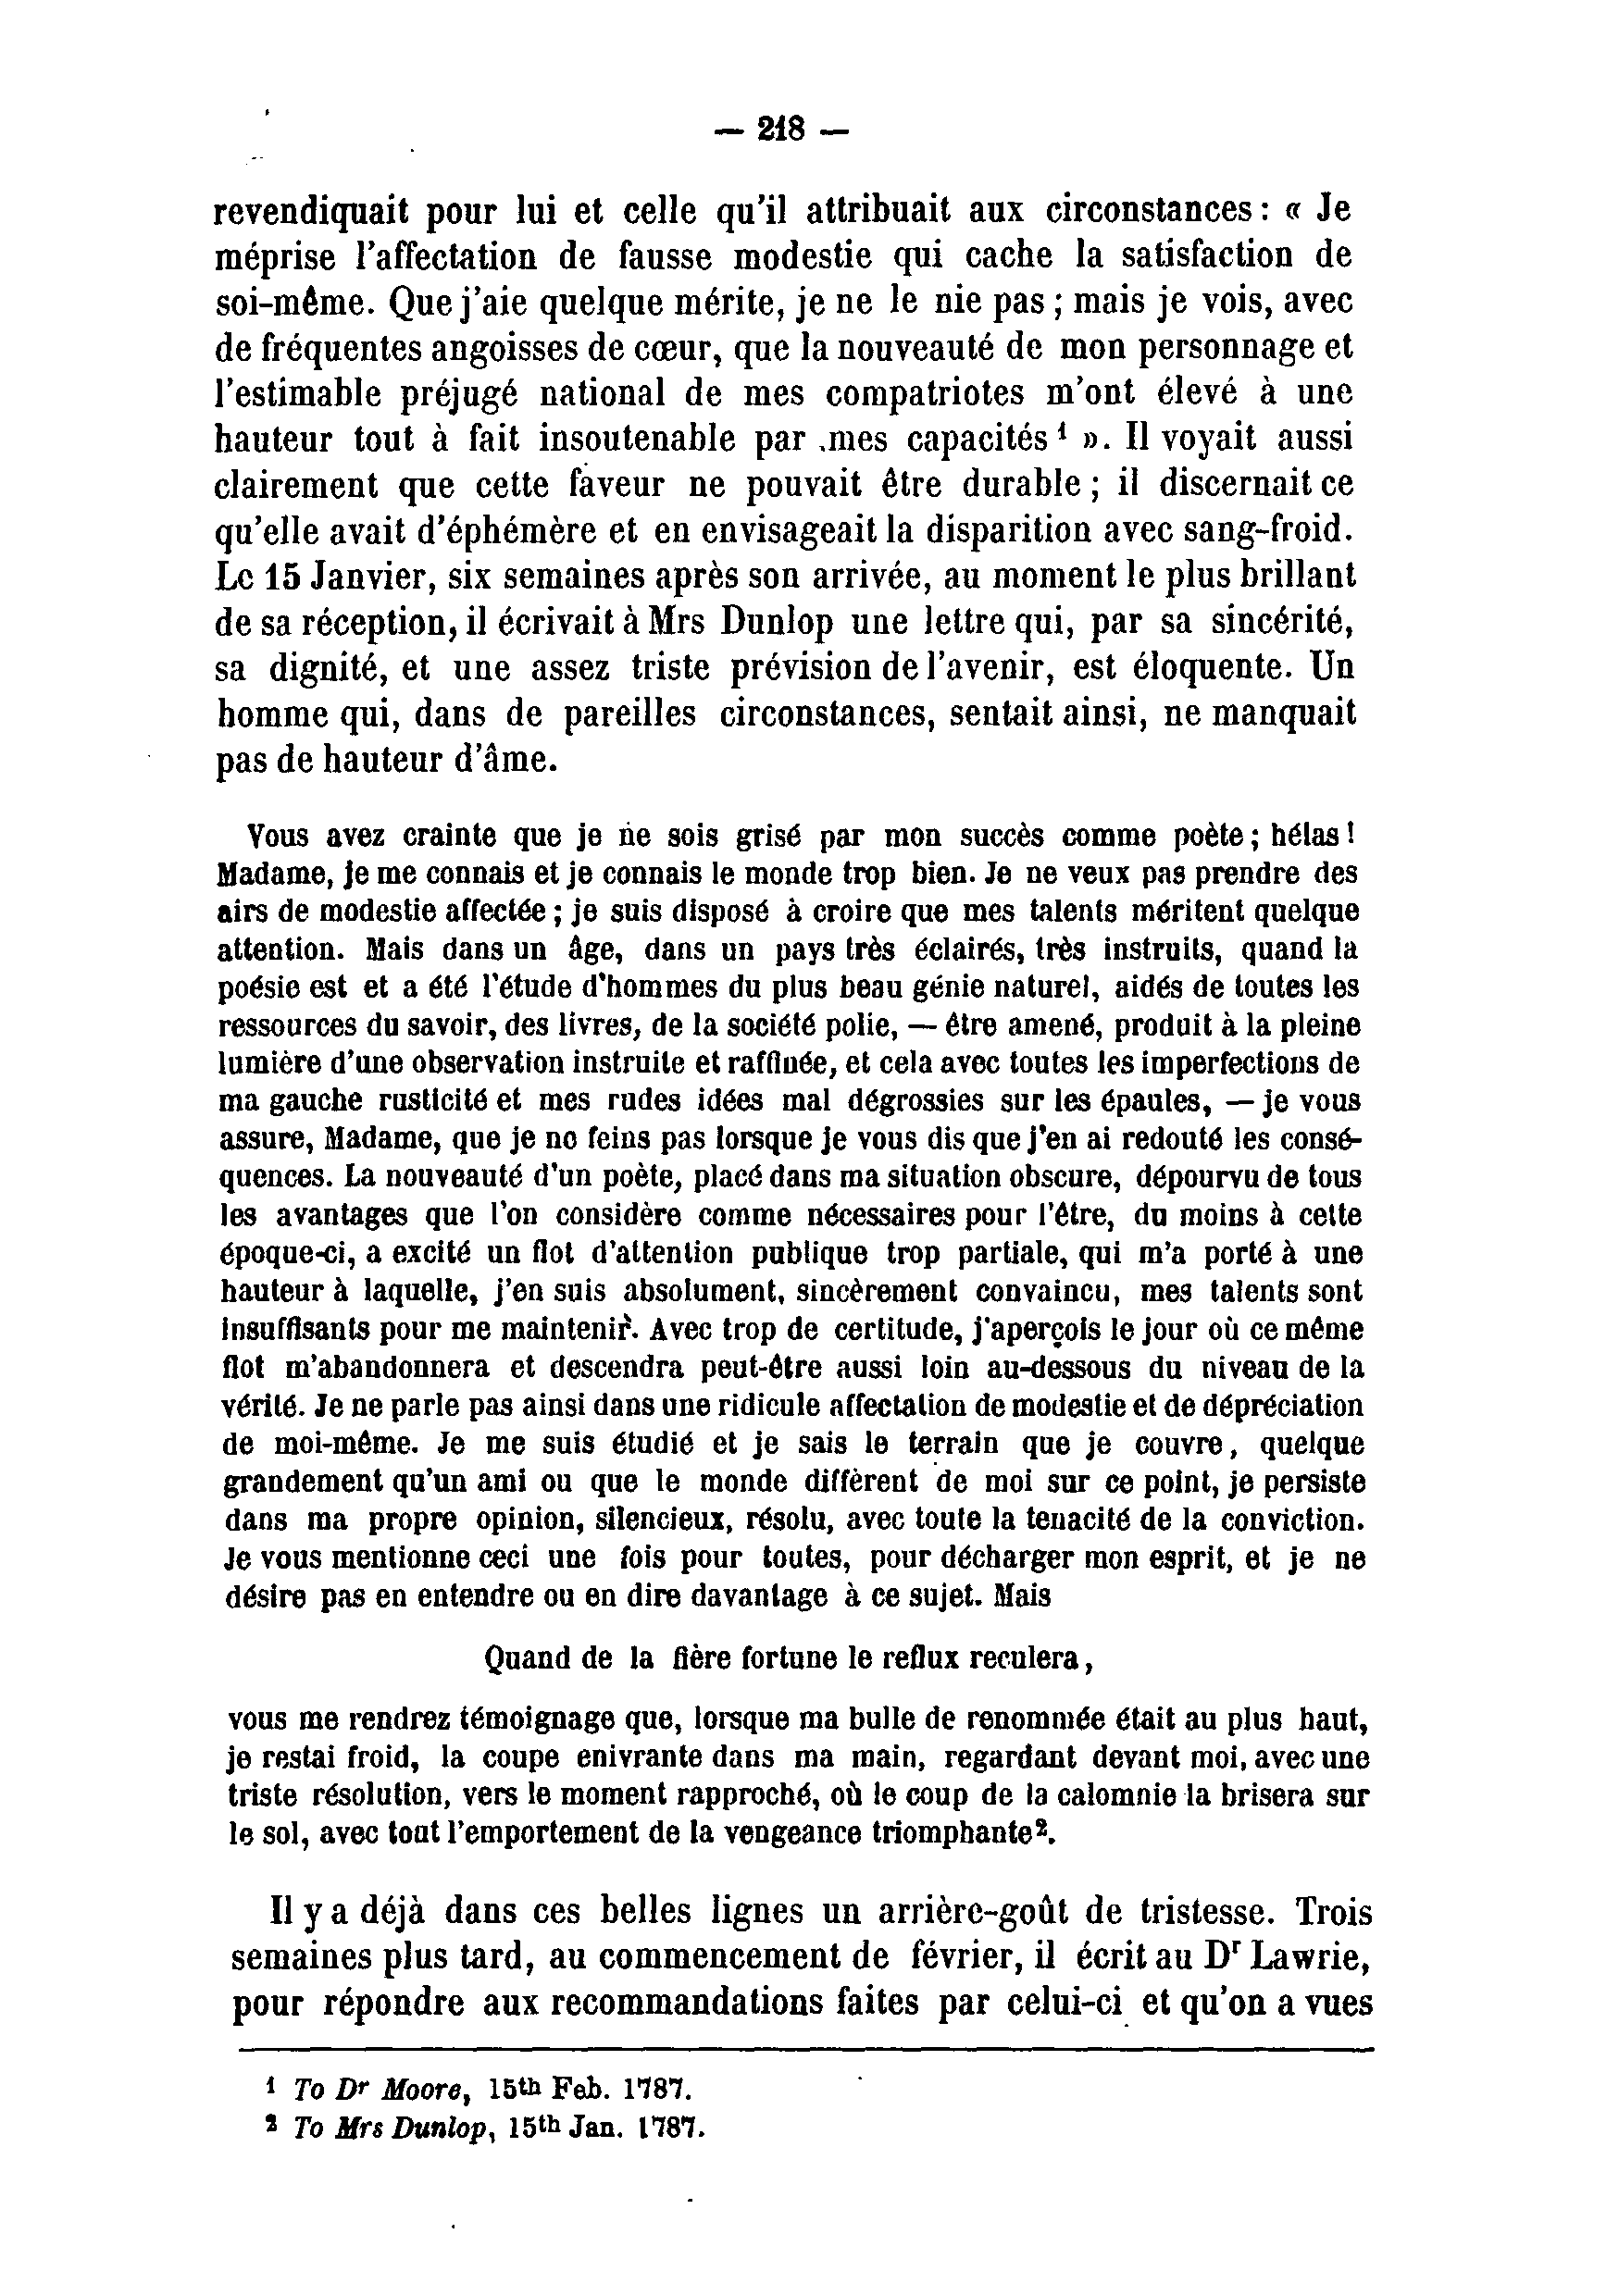 — 218 —
revendiquait pour lui et celle qu'il attribuait aux circonstances : « Je
méprise l'affectation de fausse modestie qui cache la satisfaction de
soi-même. Que j'aie quelque mérite, je ne le nie pas ; mais je vois, avec
de fréquentes angoisses de cœur, que la nouveauté de mon personnage et
l'estimable préjugé national de mes compatriotes m'ont élevé à une
hauteur tout à fait insoutenable par mes capacités ¹ ». Il voyait aussi
clairement que cette faveur ne pouvait être durable ; il discernait ce
qu'elle avait d'éphémère et en envisageait la disparition avec sang-froid.
Le 15 Janvier, six semaines après son arrivée, au moment le plus brillant
de sa réception, il écrivait à Mrs Dunlop une lettre qui, par sa sincérité,
sa dignité, et une assez triste prévision de l'avenir, est éloquente. Un
homme qui, dans de pareilles circonstances, sentait ainsi, ne manquait
pas de hauteur d'âme.
Vous avez crainte que je ne sois grisé par mon succès comme poète ; hélas !
Madame, je me connais et je connais le monde trop bien. Je ne veux pas prendre des
airs de modestie affectée ; je suis disposé à croire que mes talents méritent quelque
attention. Mais dans un âge, dans un pays très éclairés, très instruits, quand la
poésie est et a été l'étude d'hommes du plus beau génie naturel, aidés de toutes les
ressources du savoir, des livres, de la société polie, — être amené, produit à la pleine
lumière d'une observation instruite et raffinée, et cela avec toutes les imperfections de
ma gauche rusticité et mes rudes idées mal dégrossies sur les épaules, — je vous
assure, Madame, que je ne feins pas lorsque je vous dis que j'en ai redouté les consé-
quences. La nouveauté d'un poète, placé dans ma situation obscure, dépourvu de tous
les avantages que l'on considère comme nécessaires pour l'être, du moins à cette
époque-ci, a excité un flot d'attention publique trop partiale, qui m'a porté à une
hauteur à laquelle, j'en suis absolument, sincèrement convaincu, mes talents sont
insuffisants pour me maintenir. Avec trop de certitude, j'aperçois le jour où ce même
flot m'abandonnera et descendra peut-être aussi loin au-dessous du niveau de la
vérité. Je ne parle pas ainsi dans une ridicule affectation de modestie et de dépréciation
de moi-même. Je me suis étudié et je sais le terrain que je couvre, quelque
grandement qu'un ami ou que le monde diffèrent de moi sur ce point, je persiste
dans ma propre opinion, silencieux, résolu, avec toute la tenacité de la conviction.
Je vous mentionne ceci une fois pour toutes, pour décharger mon esprit, et je ne
désire pas en entendre ou en dire davantage à ce sujet. Mais
Quand de la fière fortune le reflux reculera,
vous me rendrez témoignage que, lorsque ma bulle de renommée était au plus haut,
je restai froid, la coupe enivrante dans ma main, regardant devant moi, avec une
triste résolution, vers le moment rapproché, où le coup de la calomnie la brisera sur
le sol, avec tout l'emportement de la vengeance triomphante².
Il y a déjà dans ces belles lignes un arrière-goût de tristesse. Trois
semaines plus tard, au commencement de février, il écrit au Dʳ Lawrie,
pour répondre aux recommandations faites par celui-ci et qu'on a vues
¹ To Dr Moore, 15th Feb. 1787.
² To Mrs Dunlop, 15th Jan. 1787.